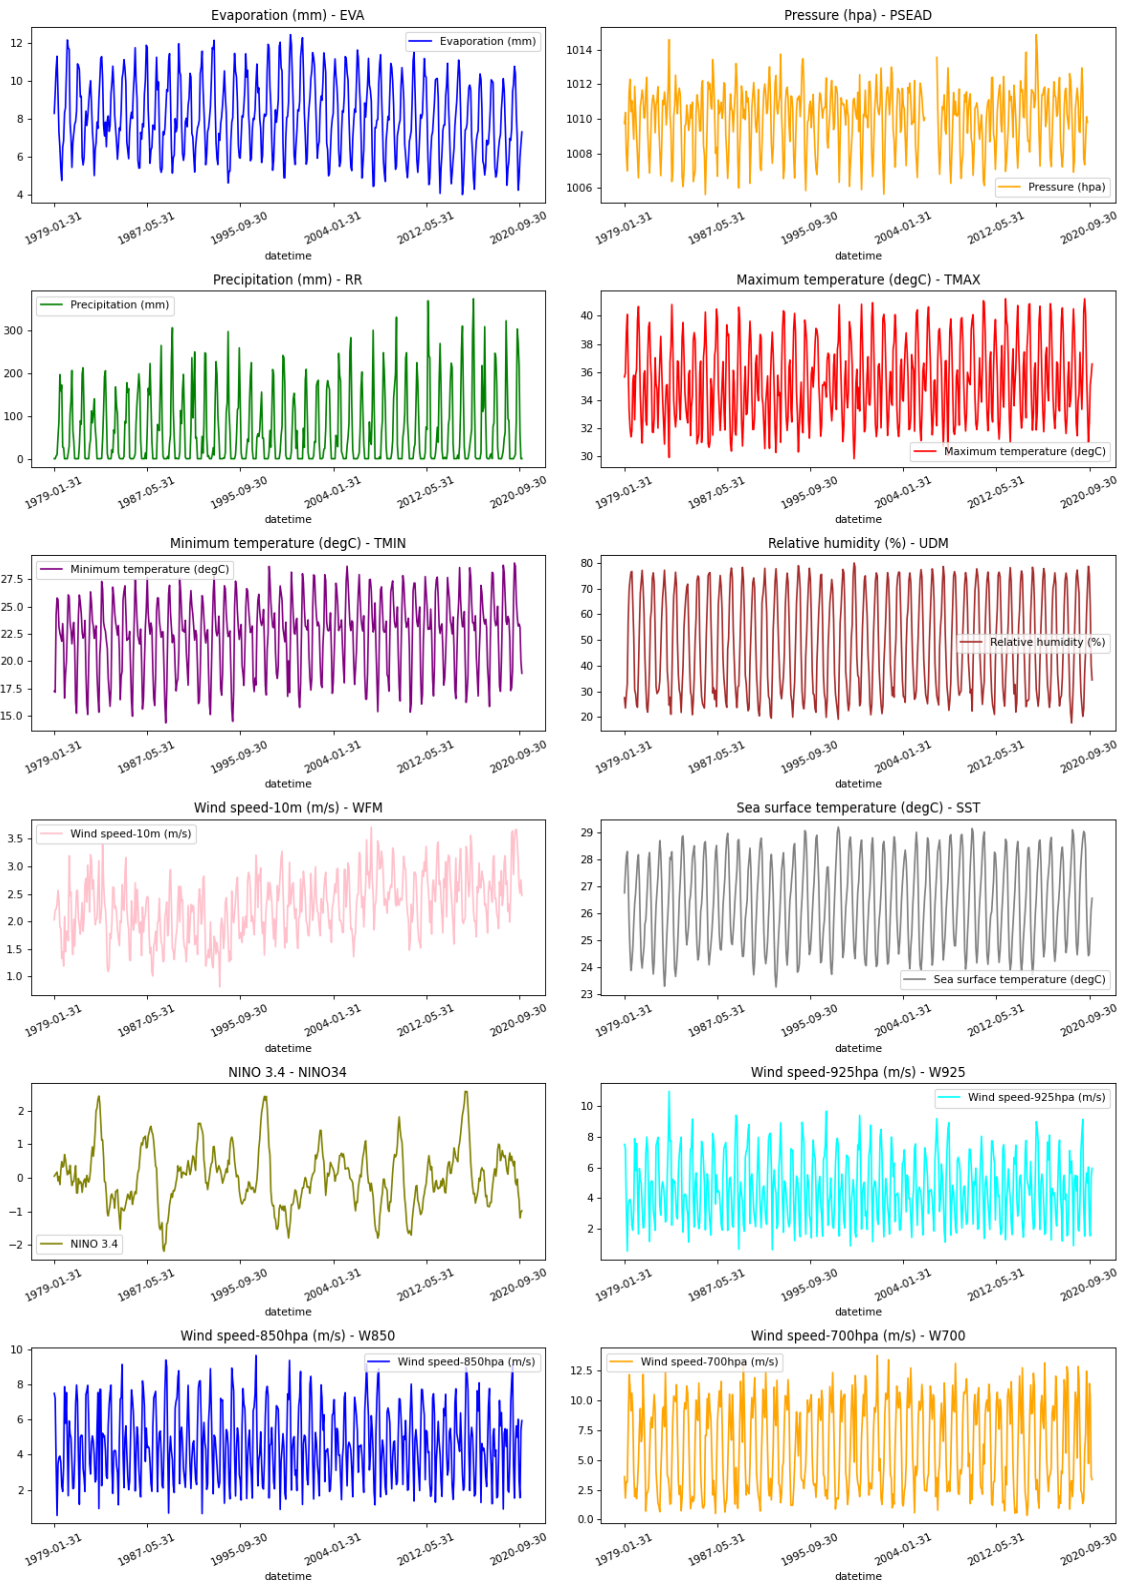 Evaporation (mm) - EVA
Evaporation (mm)
12
10
8
6
4
1979-01-31 1987-05-31 1995-09-30 2004-01-31 2012-05-31 2020-09-30
datetime
Pressure (hpa) - PSEAD
1014
1012
1010
1008
1006
Pressure (hpa)
1979-01-31 1987-05-31 1995-09-30 2004-01-31 2012-05-31 2020-09-30
datetime
Precipitation (mm) - RR
Precipitation (mm)
300
200
100
0
1979-01-31 1987-05-31 1995-09-30 2004-01-31 2012-05-31 2020-09-30
datetime
Maximum temperature (degC) - TMAX
40
38
36
34
32
30
Maximum temperature (degC)
1979-01-31 1987-05-31 1995-09-30 2004-01-31 2012-05-31 2020-09-30
datetime
Minimum temperature (degC) - TMIN
Minimum temperature (degC)
27.5
25.0
22.5
20.0
17.5
15.0
1979-01-31 1987-05-31 1995-09-30 2004-01-31 2012-05-31 2020-09-30
datetime
Relative humidity (%) - UDM
80
70
60
50
40
30
20
Relative humidity (%)
1979-01-31 1987-05-31 1995-09-30 2004-01-31 2012-05-31 2020-09-30
datetime
Wind speed-10m (m/s) - WFM
Wind speed-10m (m/s)
3.5
3.0
2.5
2.0
1.5
1.0
1979-01-31 1987-05-31 1995-09-30 2004-01-31 2012-05-31 2020-09-30
datetime
Sea surface temperature (degC) - SST
29
28
27
26
25
24
23
Sea surface temperature (degC)
1979-01-31 1987-05-31 1995-09-30 2004-01-31 2012-05-31 2020-09-30
datetime
NINO 3.4 - NINO34
2
1
0
−1
−2
NINO 3.4
1979-01-31 1987-05-31 1995-09-30 2004-01-31 2012-05-31 2020-09-30
datetime
Wind speed-925hpa (m/s) - W925
Wind speed-925hpa (m/s)
10
8
6
4
2
1979-01-31 1987-05-31 1995-09-30 2004-01-31 2012-05-31 2020-09-30
datetime
Wind speed-850hpa (m/s) - W850
Wind speed-850hpa (m/s)
10
8
6
4
2
1979-01-31 1987-05-31 1995-09-30 2004-01-31 2012-05-31 2020-09-30
datetime
Wind speed-700hpa (m/s) - W700
Wind speed-700hpa (m/s)
12.5
10.0
7.5
5.0
2.5
0.0
1979-01-31 1987-05-31 1995-09-30 2004-01-31 2012-05-31 2020-09-30
datetime